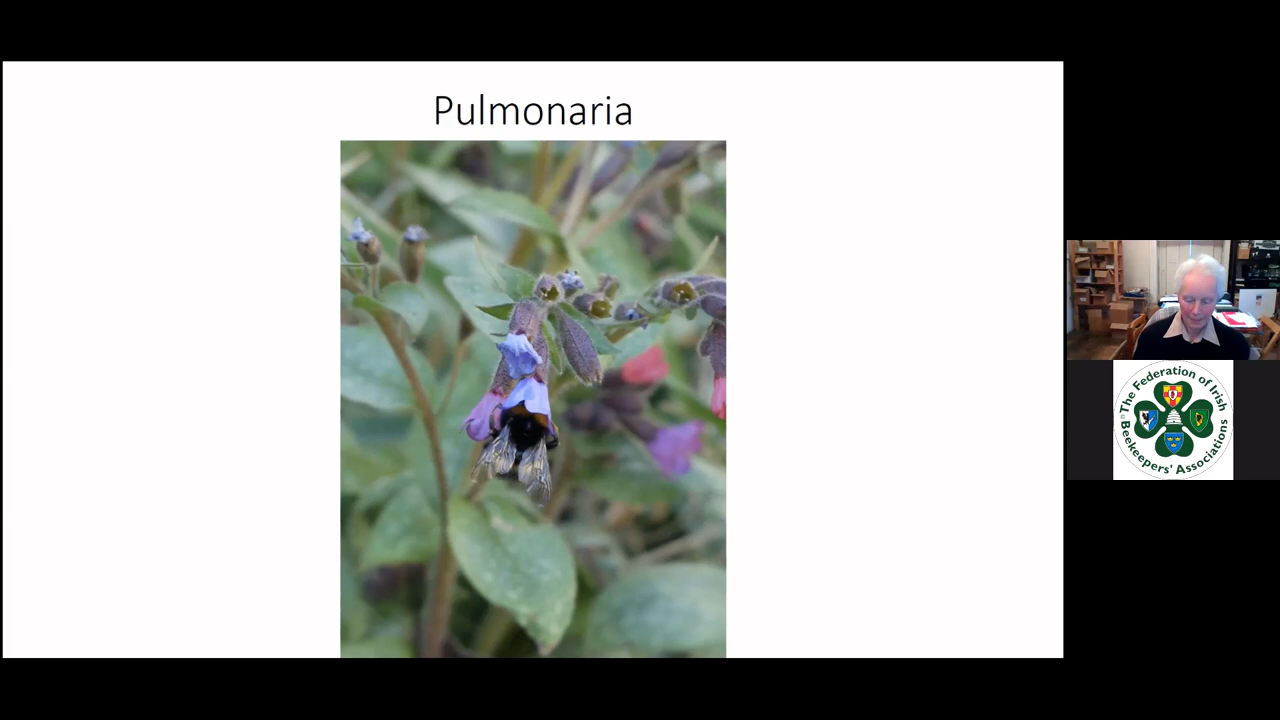 Pulmonaria
The Federation of Irish
Beekeepers' Associations